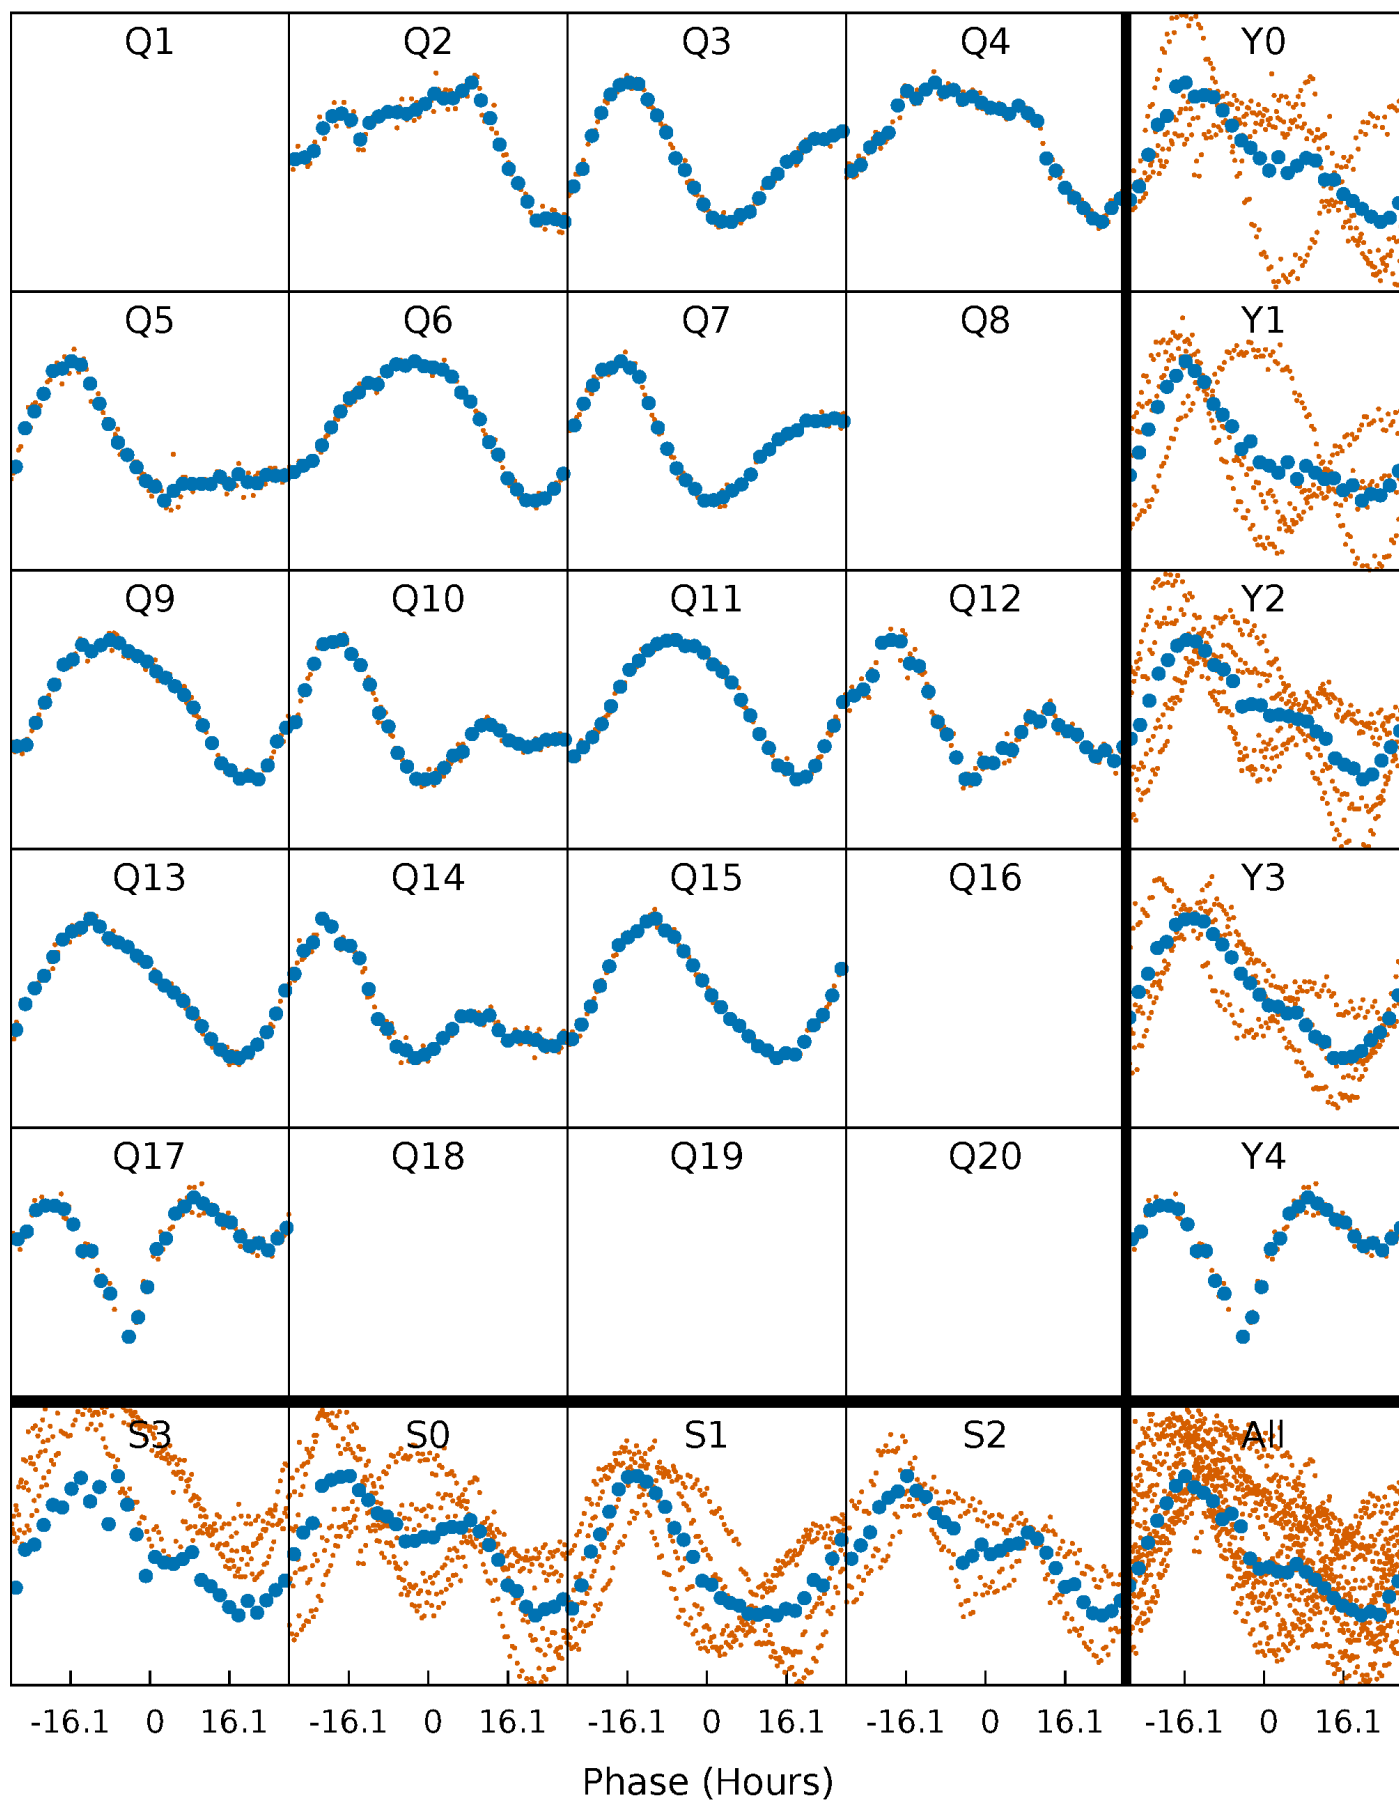 Q1 Q2 Q3 Q4 Y0
Q5 Q6 Q7 Q8 Y1
Q9 Q10 Q11 Q12 Y2
Q13 Q14 Q15 Q16 Y3
Q17 Q18 Q19 Q20 Y4
S3 S0 S1 S2 All
-16.1 0 16.1 -16.1 0 16.1 -16.1 0 16.1 -16.1 0 16.1 -16.1 0 16.1
Phase (Hours)